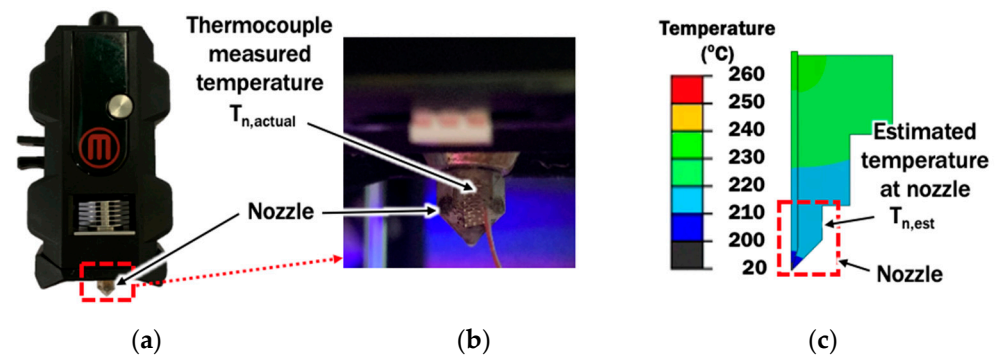 Thermocouple
measured
temperature
Tn,actual
Nozzle
M
Temperature
(°C)
260
250
240
230
220
210
200
20
Estimated
temperature
at nozzle
Tn,est
Nozzle
(a)
(b)
(c)